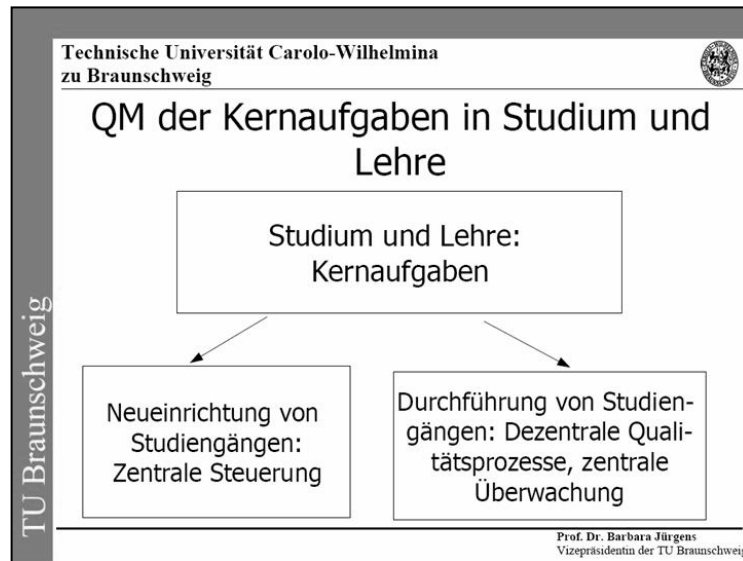 Technische Universität Carolo-Wilhelmina
zu Braunschweig
QM der Kernaufgaben in Studium und
Lehre
Studium und Lehre:
Kernaufgaben
Neueinrichtung von
Studiengängen:
Zentrale Steuerung
Durchführung von Studien-
gängen: Dezentrale Quali-
tätsprozesse, zentrale
Überwachung
TU Braunschweig
Prof. Dr. Barbara Jürgens
Vizepräsidentin der TU Braunschweig